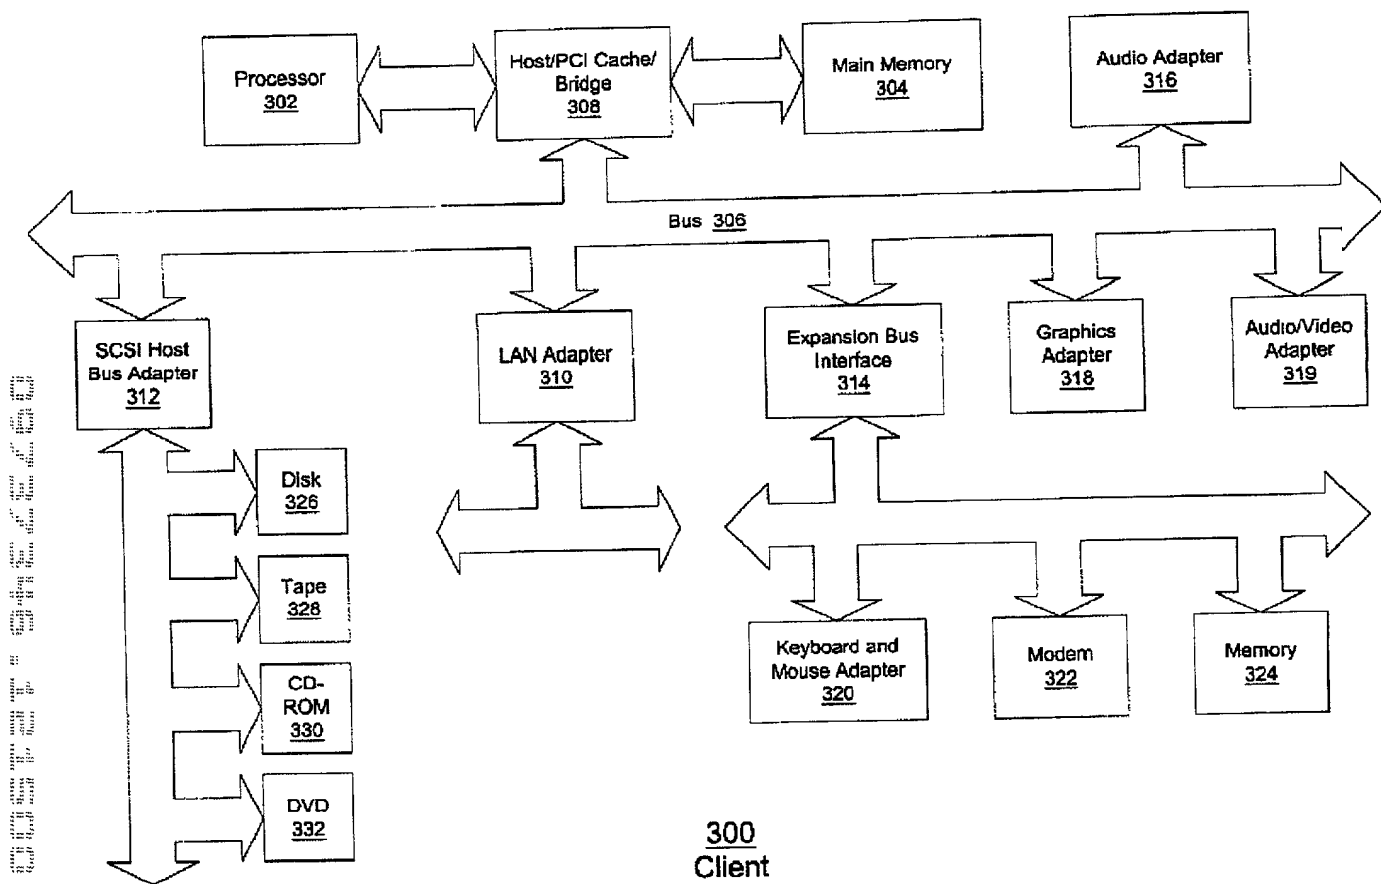 Processor
302
Host/PCI Cache/
Bridge
308
Main Memory
304
Audio Adapter
316
Bus 306
SCSI Host
Bus Adapter
312
LAN Adapter
310
Expansion Bus
Interface
314
Graphics
Adapter
318
Audio/Video
Adapter
319
Disk
326
Tape
328
CD-
ROM
330
DVD
332
Keyboard and
Mouse Adapter
320
Modem
322
Memory
324
300
Client